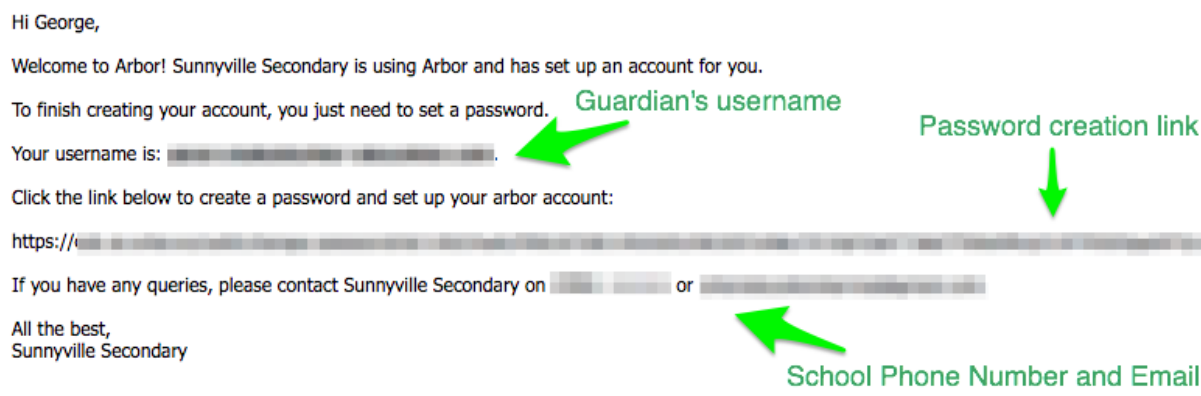 Hi George,
Welcome to Arbor! Sunnyville Secondary is using Arbor and has set up an account for you.
To finish creating your account, you just need to set a password.
Guardian's username
Password creation link
Your username is: .
Click the link below to create a password and set up your arbor account:
https://
If you have any queries, please contact Sunnyville Secondary on or
All the best,
Sunnyville Secondary
School Phone Number and Email